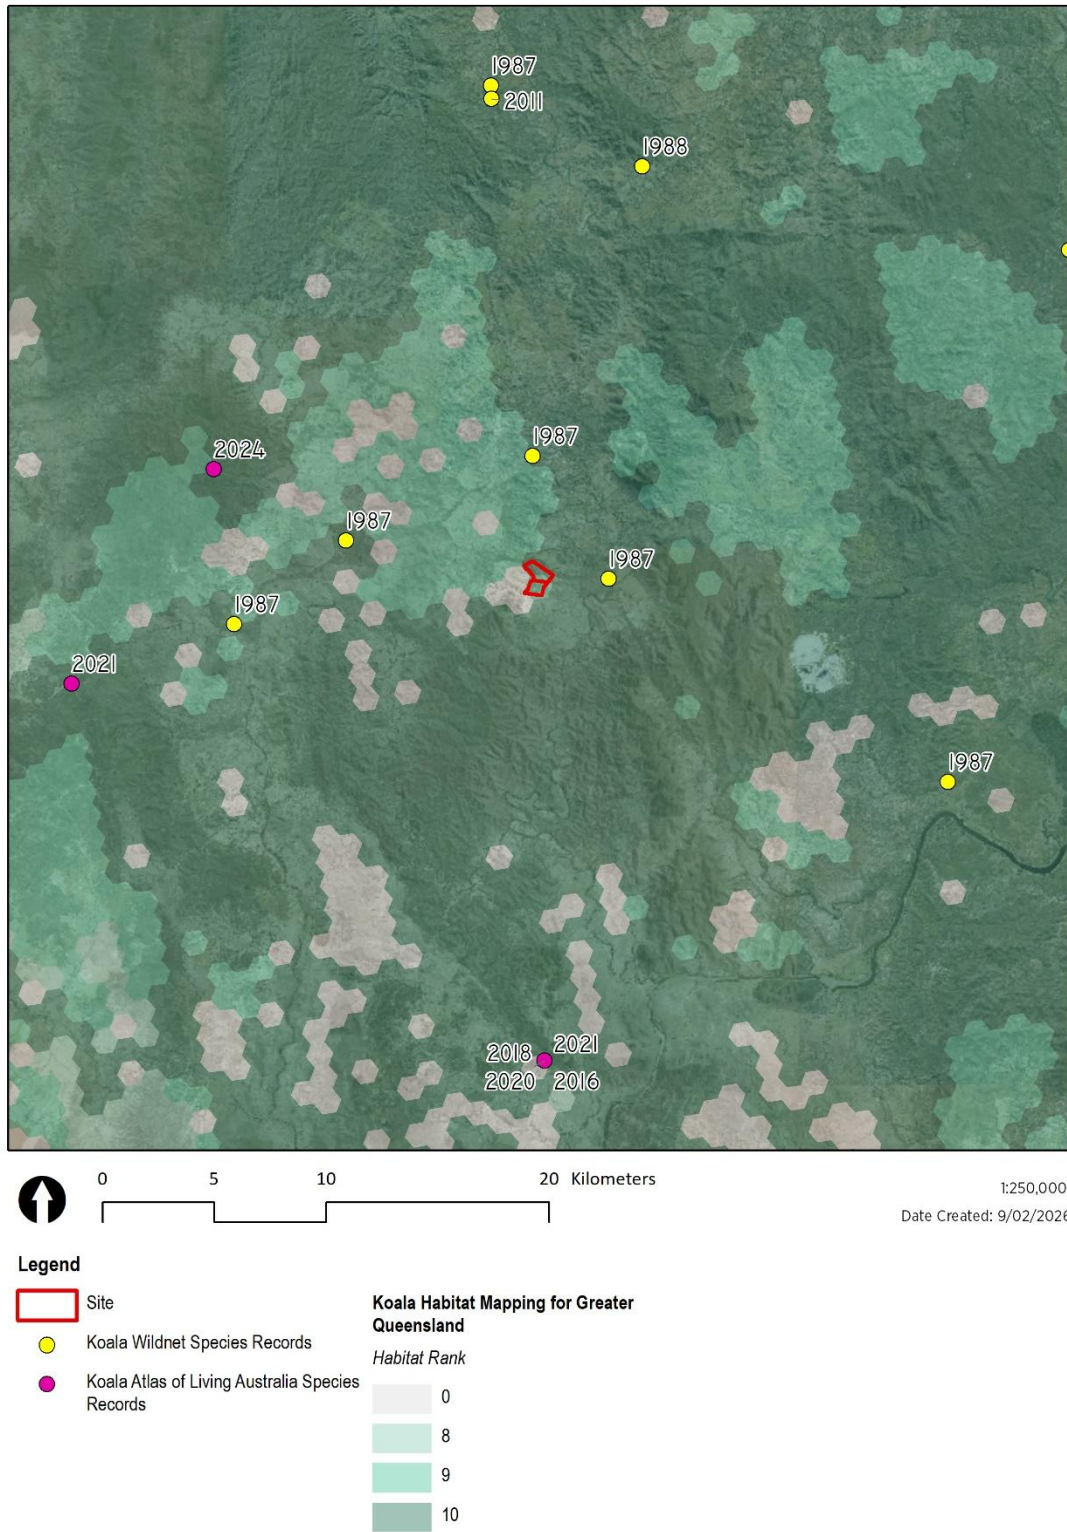 1987
2011
1988
1987
2024
1987
1987
1987
2021
1987
2018 2021
2020 2016
0 5 10 20 Kilometers
1:250,000
Date Created: 9/02/2026
Legend
Site
Koala Wildnet Species Records
Koala Atlas of Living Australia Species
Records
Koala Habitat Mapping for Greater
Queensland
Habitat Rank
0
8
9
10